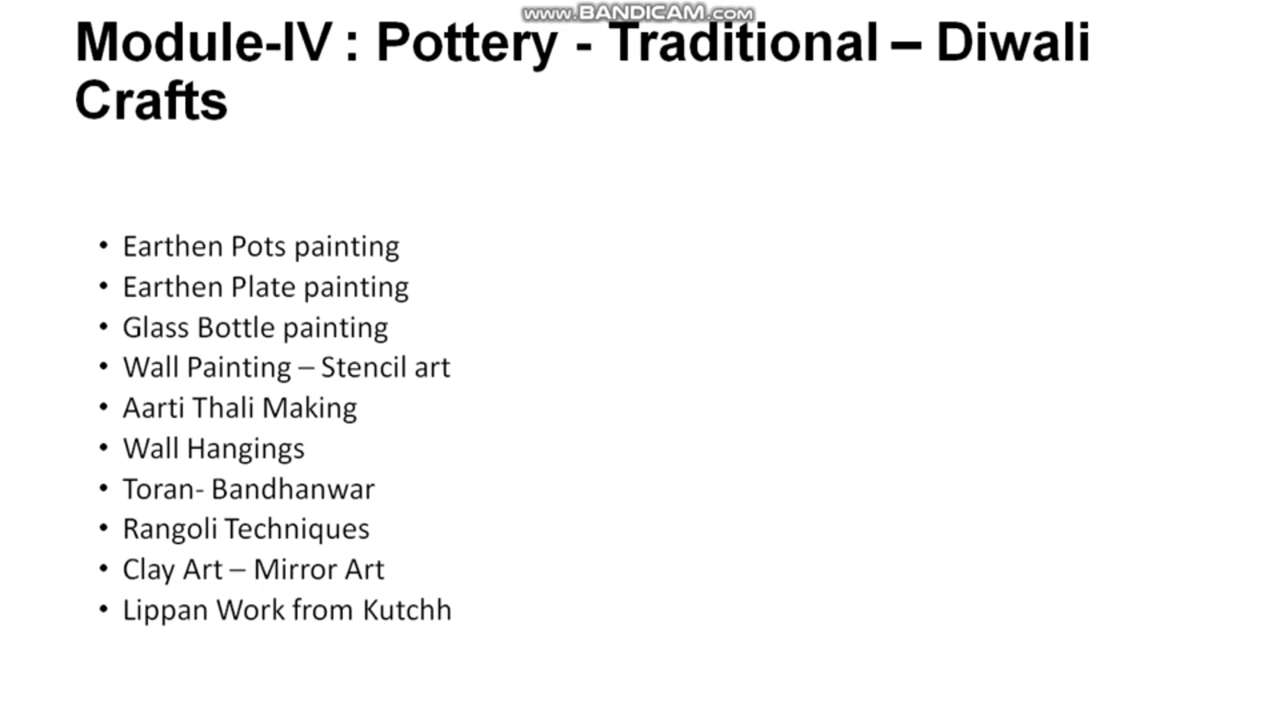 www.BANDICAM.com
Module-IV : Pottery - Traditional – Diwali
Crafts
• Earthen Pots painting
• Earthen Plate painting
• Glass Bottle painting
• Wall Painting – Stencil art
• Aarti Thali Making
• Wall Hangings
• Toran- Bandhanwar
• Rangoli Techniques
• Clay Art – Mirror Art
• Lippan Work from Kutchh